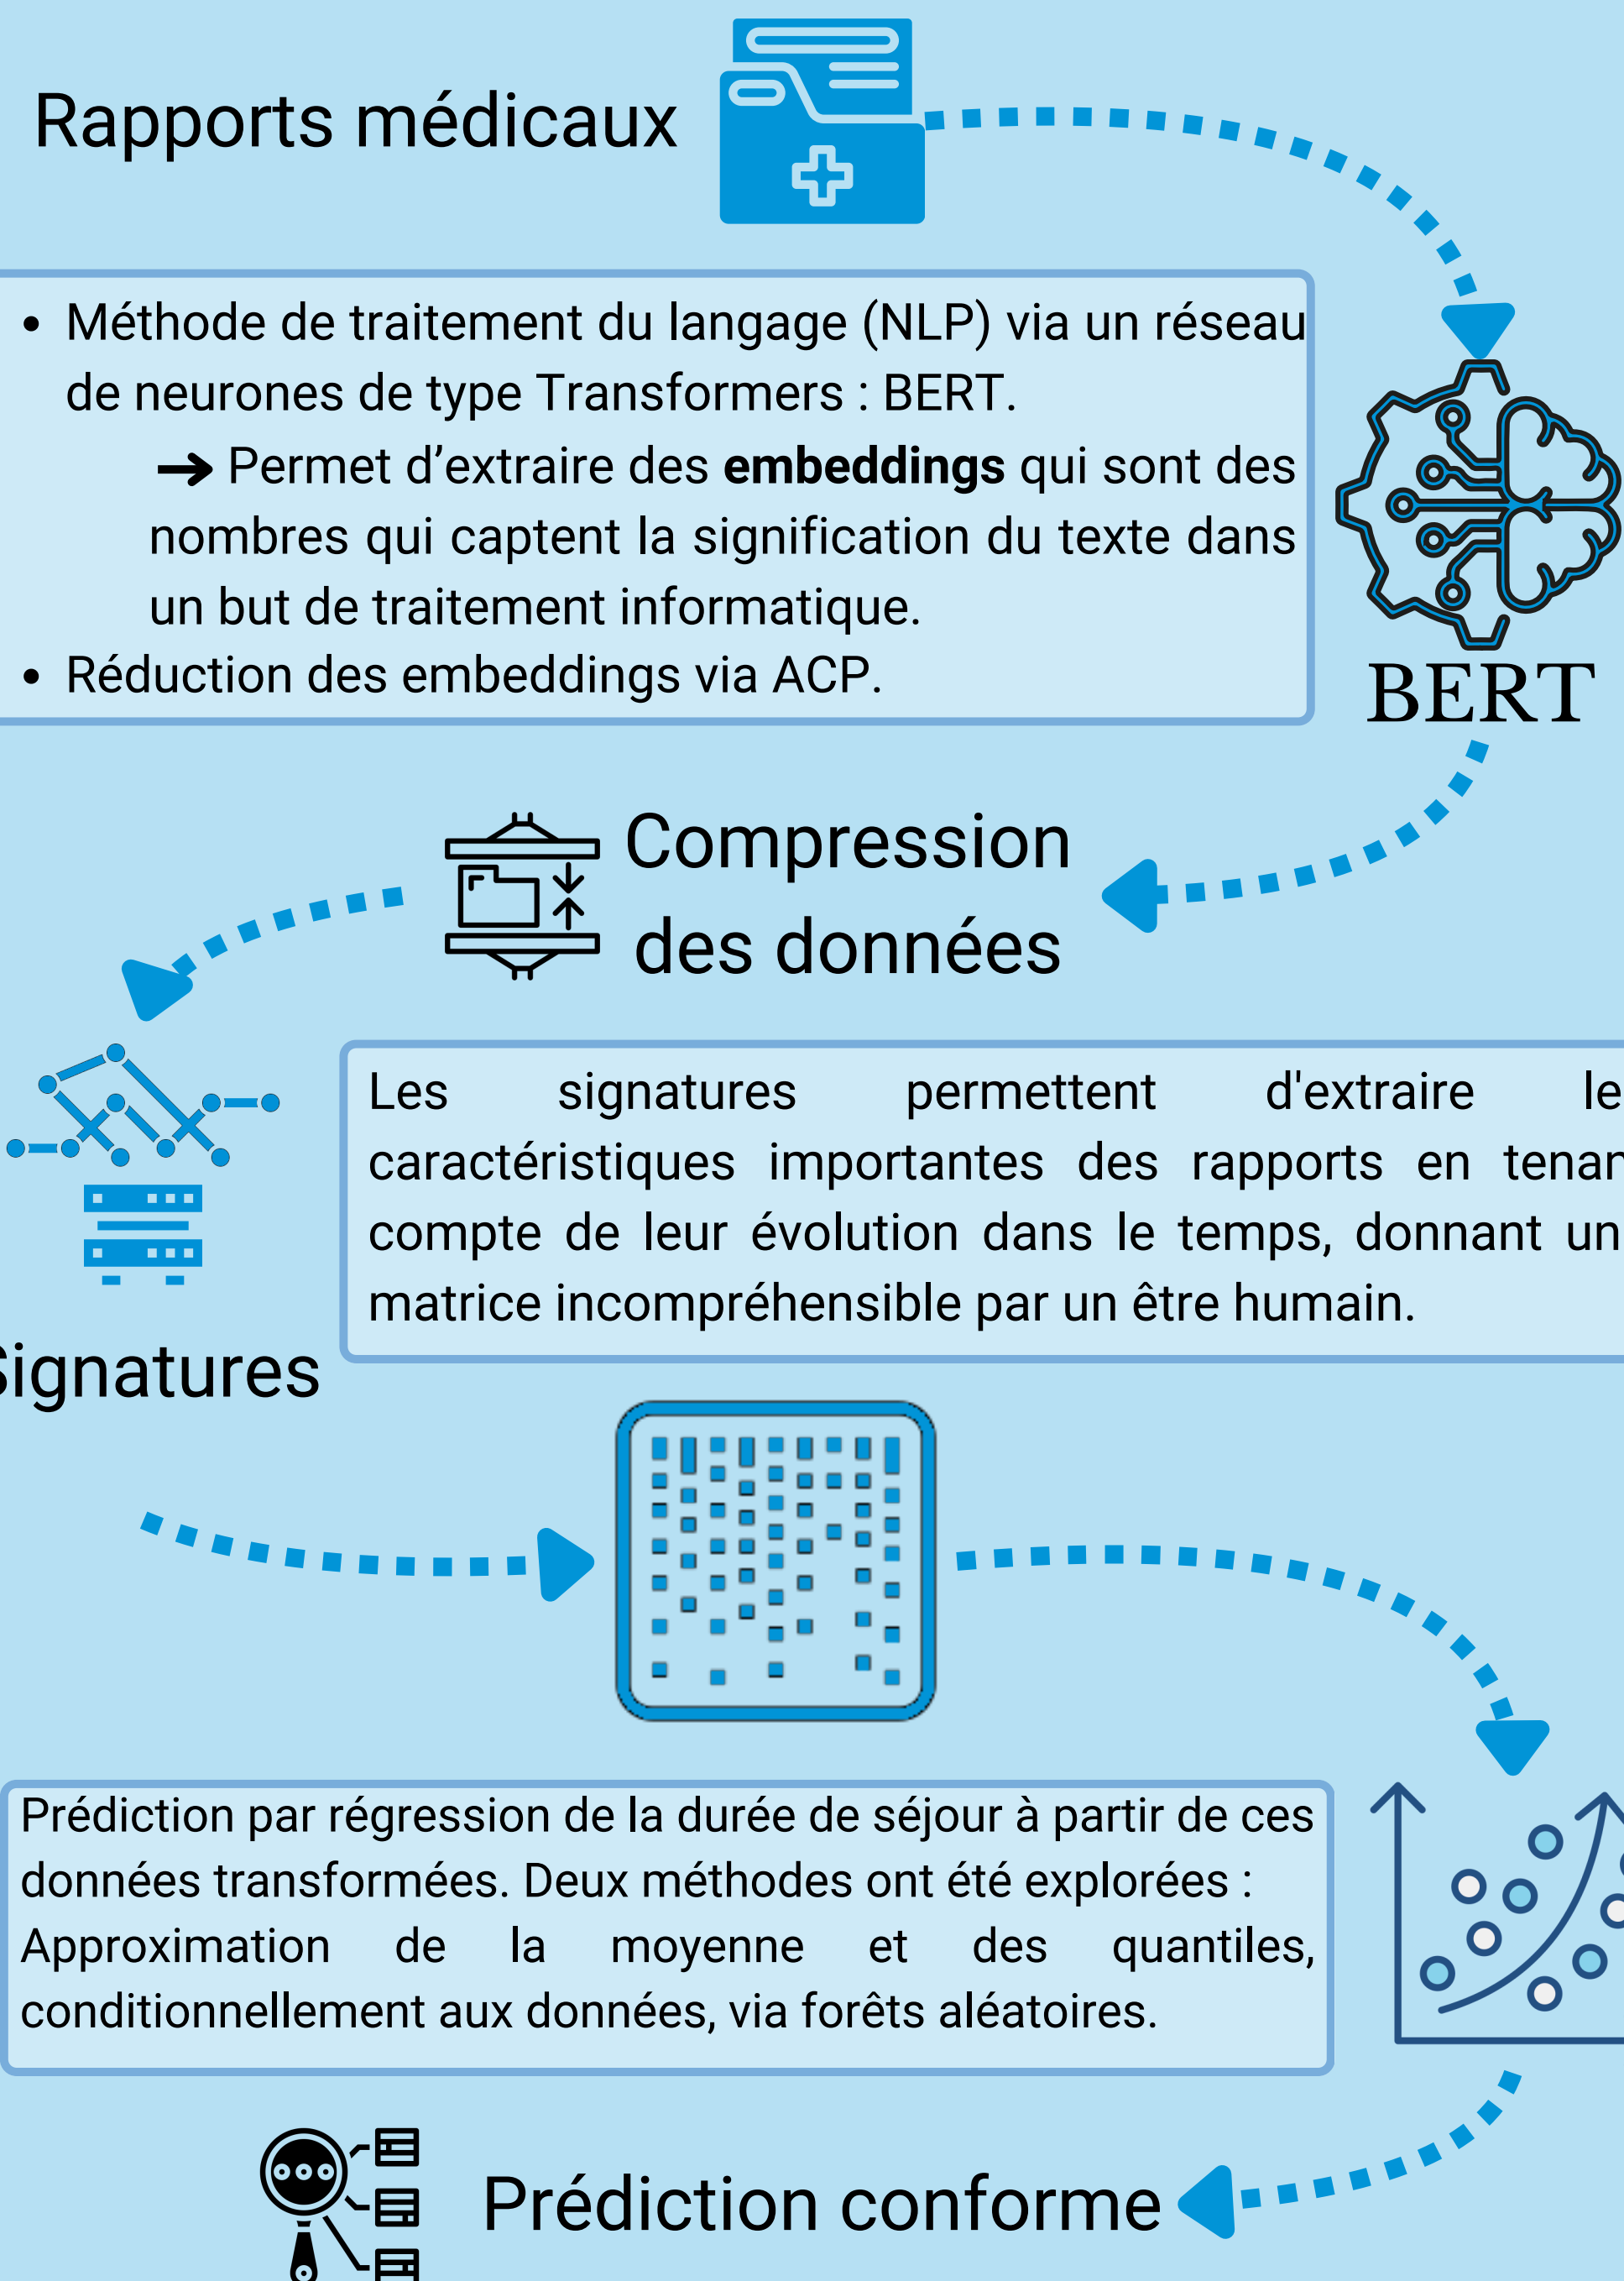 Rapports médicaux
• Méthode de traitement du langage (NLP) via un réseau
de neurones de type Transformers : BERT.
→ Permet d’extraire des embeddings qui sont des
nombres qui captent la signification du texte dans
un but de traitement informatique.
• Réduction des embeddings via ACP.
BERT
Compression
des données
Les signatures permettent d'extraire le
caractéristiques importantes des rapports en tenan
compte de leur évolution dans le temps, donnant un
matrice incompréhensible par un être humain.
Signatures
Prédiction par régression de la durée de séjour à partir de ces
données transformées. Deux méthodes ont été explorées :
Approximation de la moyenne et des quantiles,
conditionnellement aux données, via forêts aléatoires.
Prédiction conforme